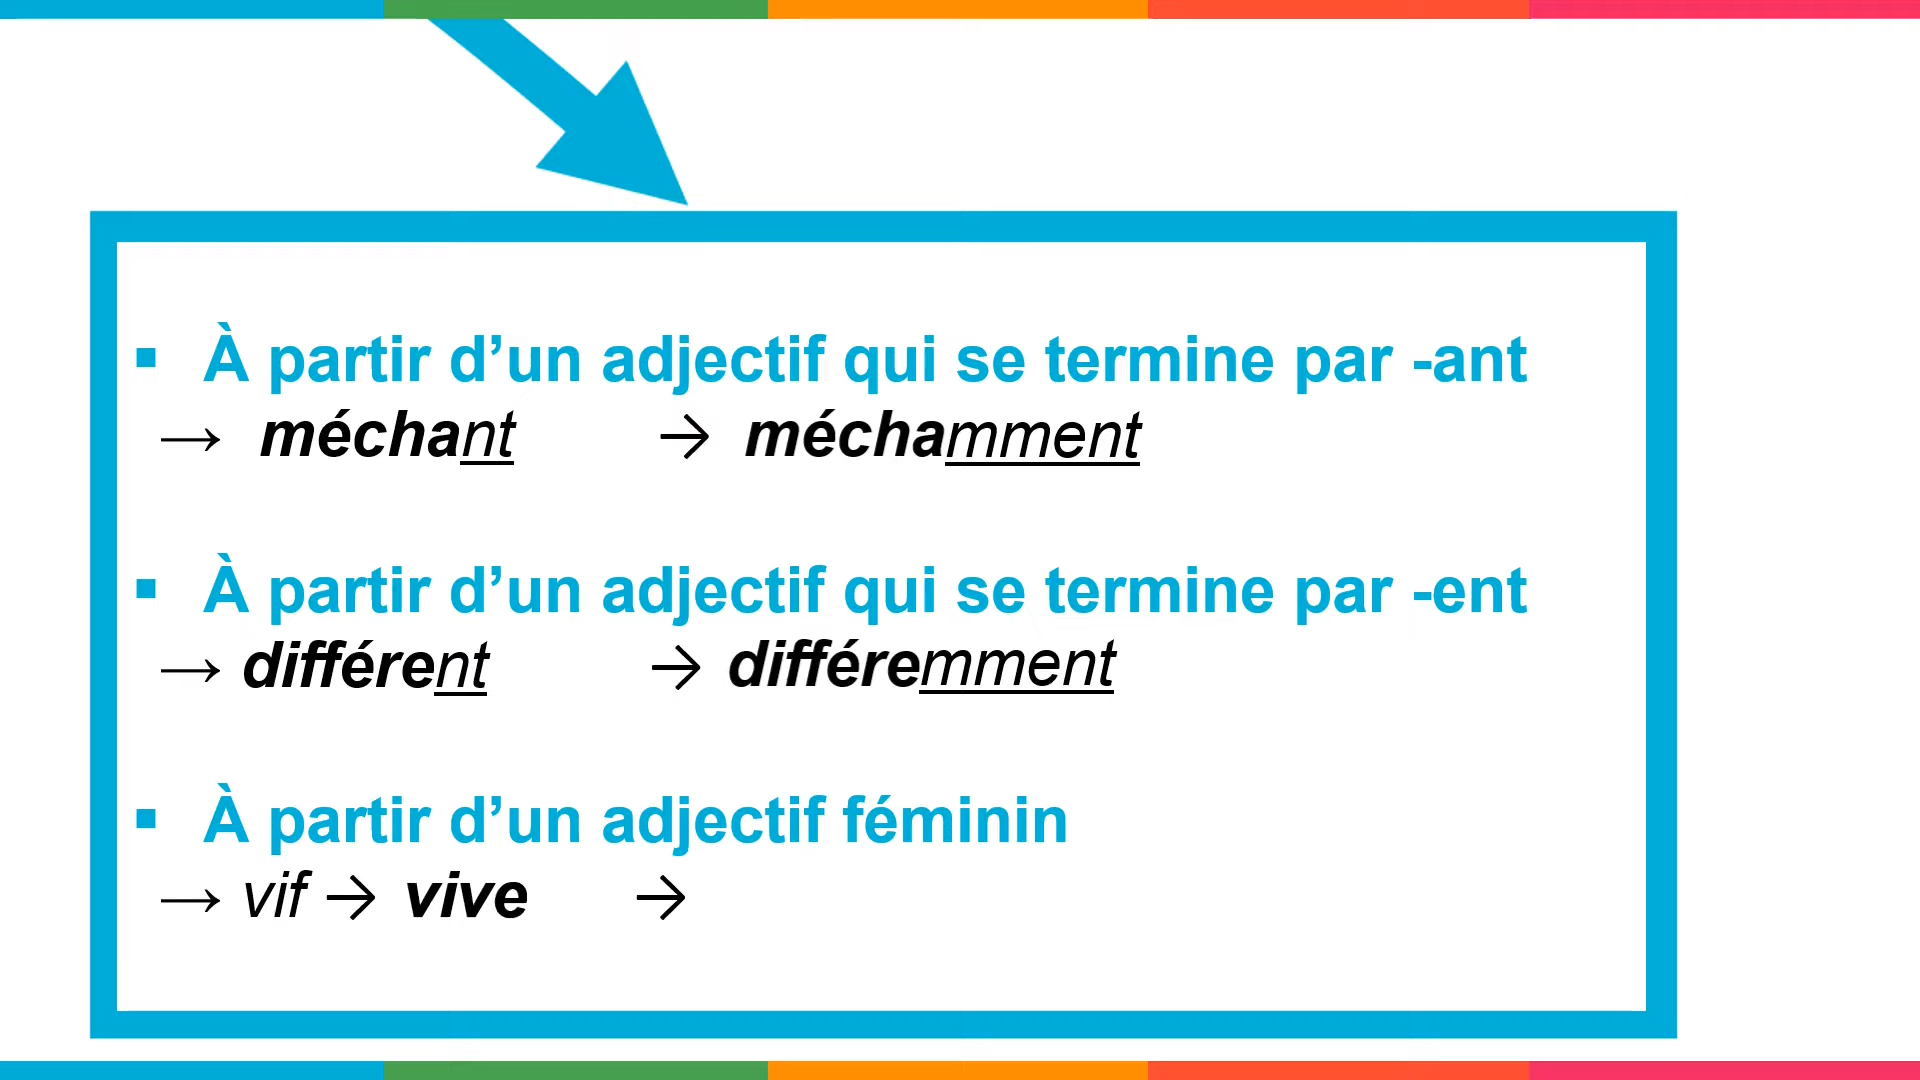 ▪ À partir d’un adjectif qui se termine par -ant
→ méchant → méchamment
▪ À partir d’un adjectif qui se termine par -ent
→ différent → différemment
▪ À partir d’un adjectif féminin
→ vif → vive →